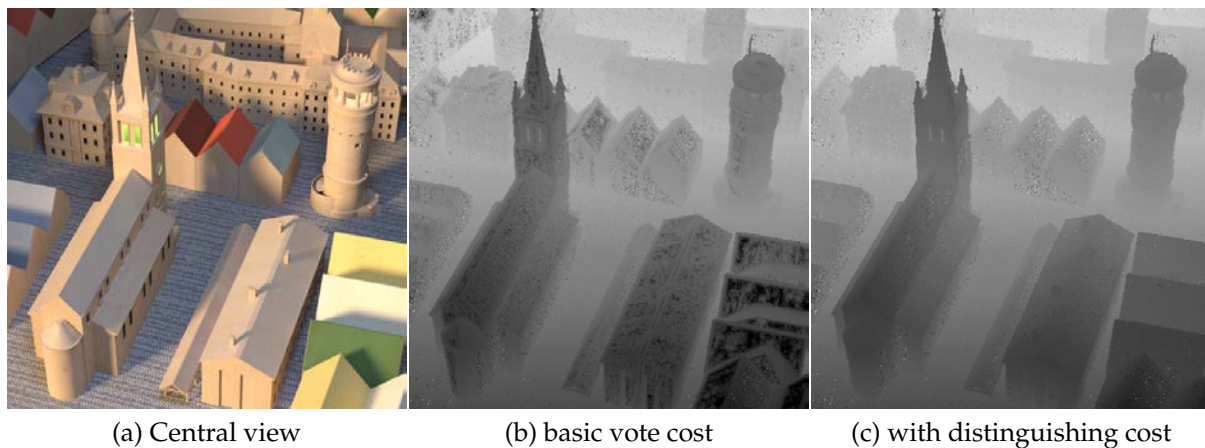 (a) Central view
(b) basic vote cost
(c) with distinguishing cost